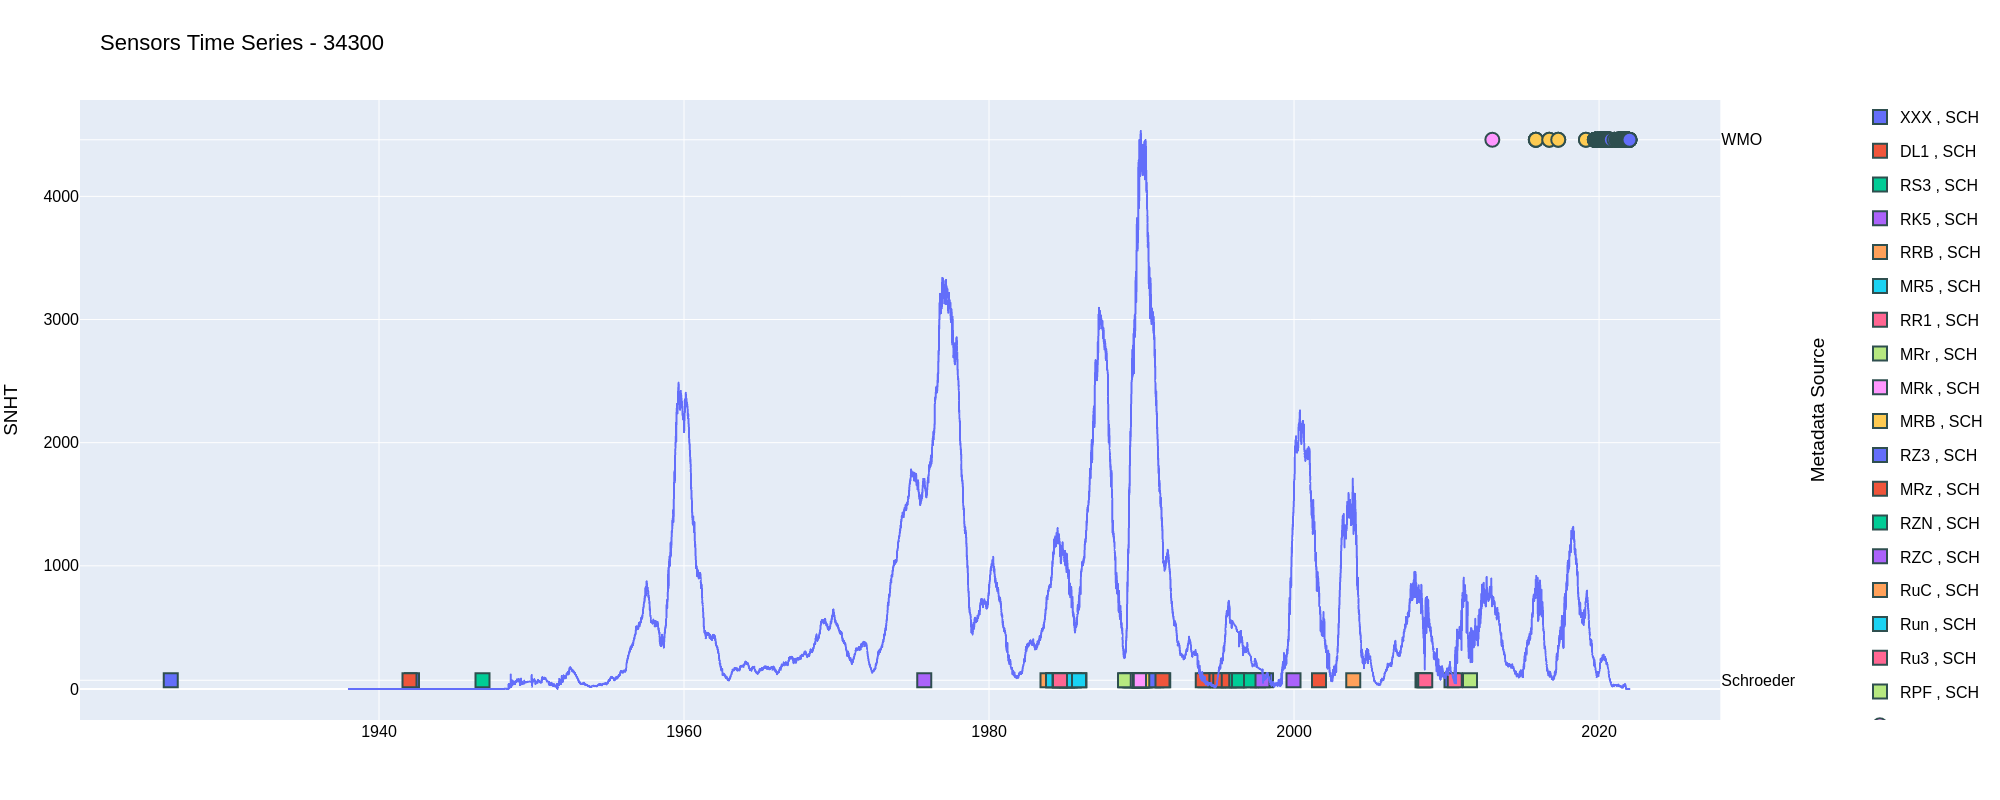 Sensors Time Series - 34300
SNHT
4000
3000
2000
1000
0
1940
1960
1980
2000
2020
WMO
Schroeder
Metadata Source
XXX , SCH
DL1 , SCH
RS3 , SCH
RK5 , SCH
RRB , SCH
MR5 , SCH
RR1 , SCH
MRr , SCH
MRk , SCH
MRB , SCH
RZ3 , SCH
MRz , SCH
RZN , SCH
RZC , SCH
RuC , SCH
Run , SCH
Ru3 , SCH
RPF , SCH